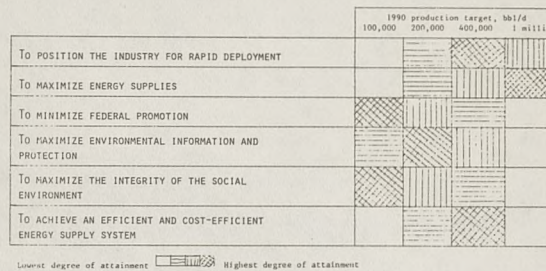 1990 production target, bbl/d
100,000 200,000 400,000 1 milli
TO POSITION THE INDUSTRY FOR RAPID DEPLOYMENT
TO MAXIMIZE ENERGY SUPPLIES
TO MINIMIZE FEDERAL PROMOTION
TO MAXIMIZE ENVIRONMENTAL INFORMATION AND
PROTECTION
TO MAXIMIZE THE INTEGRITY OF THE SOCIAL
ENVIRONMENT
TO ACHIEVE AN EFFICIENT AND COST-EFFICIENT
ENERGY SUPPLY SYSTEM
Lowest degree of attainment Highest degree of attainment